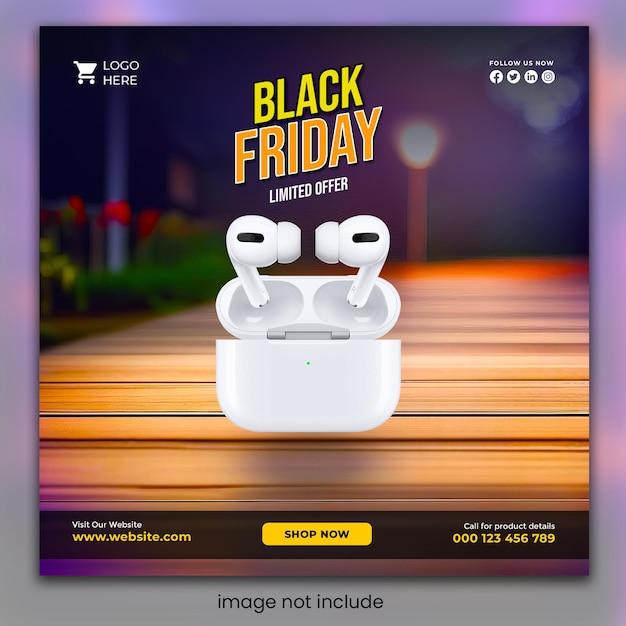 LOGO
HERE
FOLLOW US NOW
BLACK
FRIDAY
LIMITED OFFER
Visit Our Website
www.website.com
SHOP NOW
Call for product details
000 123 456 789
image not include